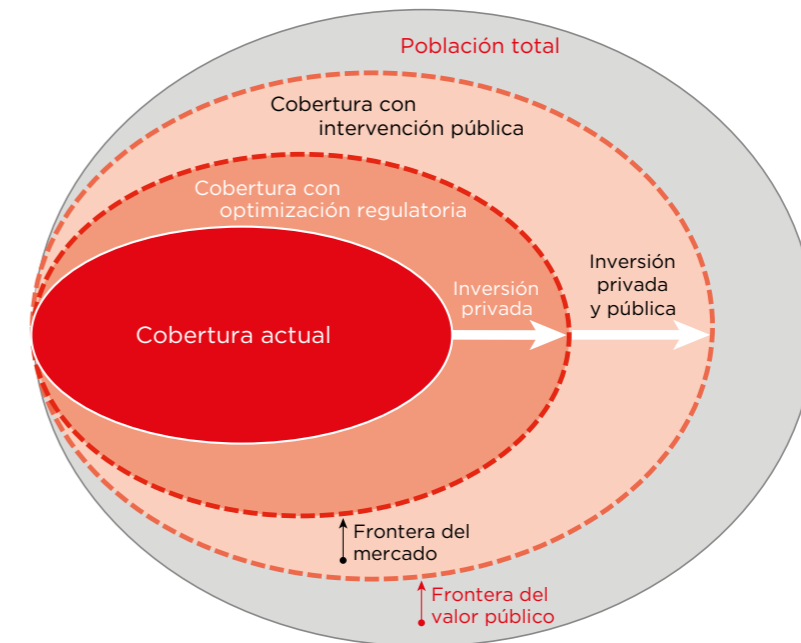 Población total
Cobertura con
intervención pública
Cobertura con
optimización regulatoria
Cobertura actual
Inversión
privada
Inversión
privada
y pública
Frontera del
mercado
Frontera del
valor público